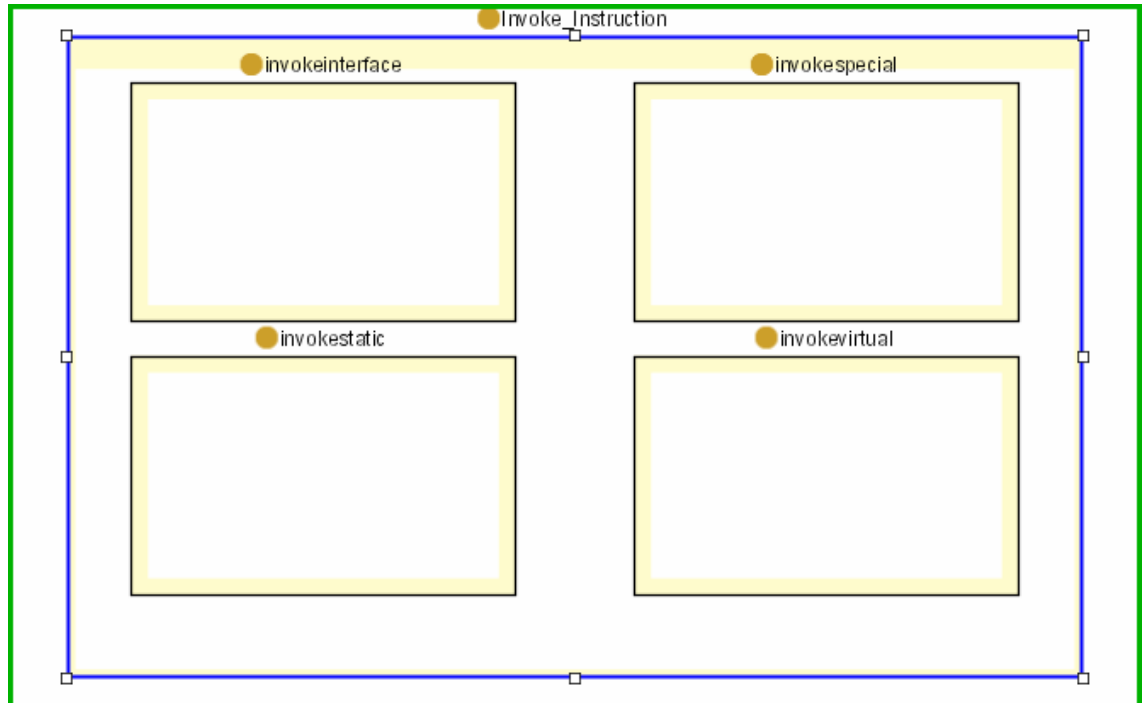 Invoke_Instruction
invokeinterface
invokespecial
invokestatic
invokevirtual